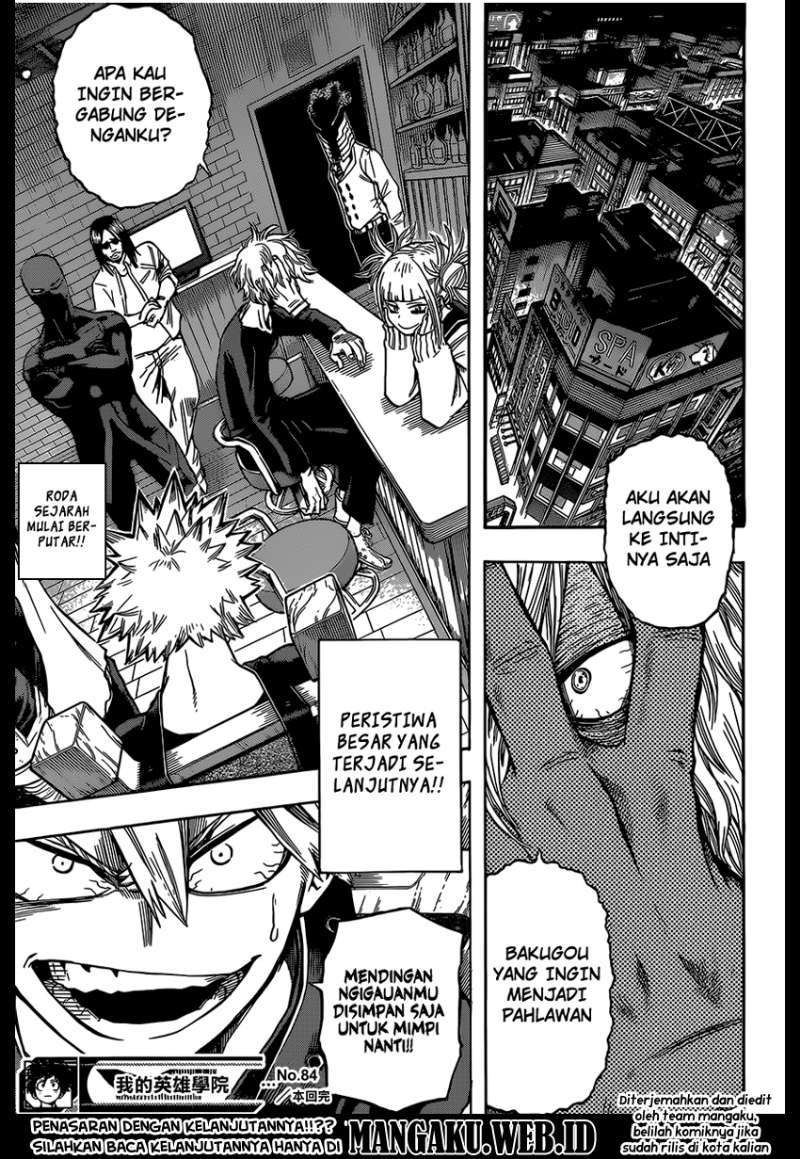 BGD
SPA
ード
AKU AKAN
LANGSUNG
KE INTI-
NYA SAJA
BAKUGOU
YANG INGIN
MENJADI
PAHLAWAN
APA KAU
INGIN BER-
GABUNG DE-
NGANKU?
RODA
SEJARAH
MULAI BER-
PUTAR!!
PERISTIWA
BESAR YANG
TERJADI SE-
LANJUTNYA!!
MENDINGAN
NGIGAUANMU
DISIMPAN SAJA
UNTUK MIMPI
NANTI!!
我的英雄學院
...No.84
／本回完
PENASARAN DENGAN KELANJUTANNYA!!??
SILAHKAN BACA KELANJUTANNYA HANYA DI
MANGAKU.WEB.ID
Diterjemahkan dan diedit
oleh team mangaku,
belilah komiknya jika
sudah rilis di kota kalian